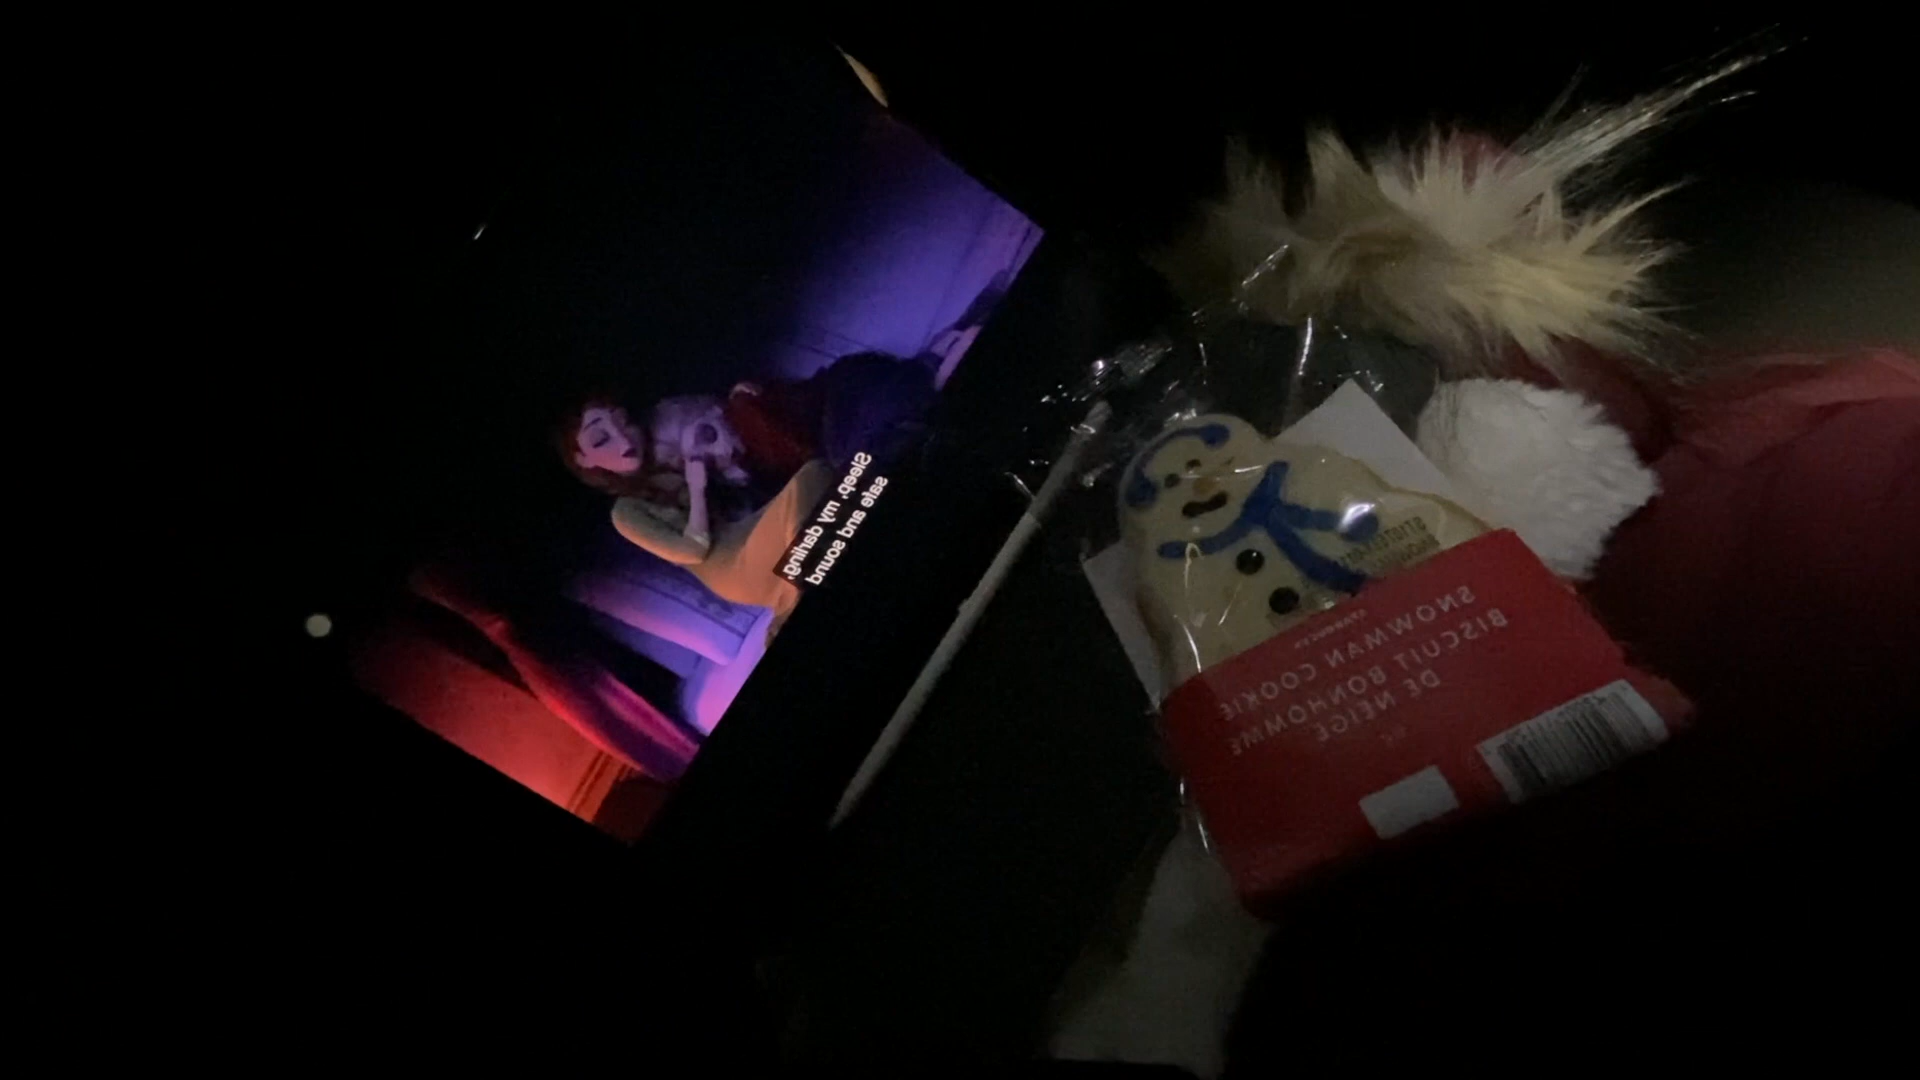 Sleep, my darling,
safe and sound
SNOWMAN COOKIE
BISCUIT BONHOMME
DE NEIGE